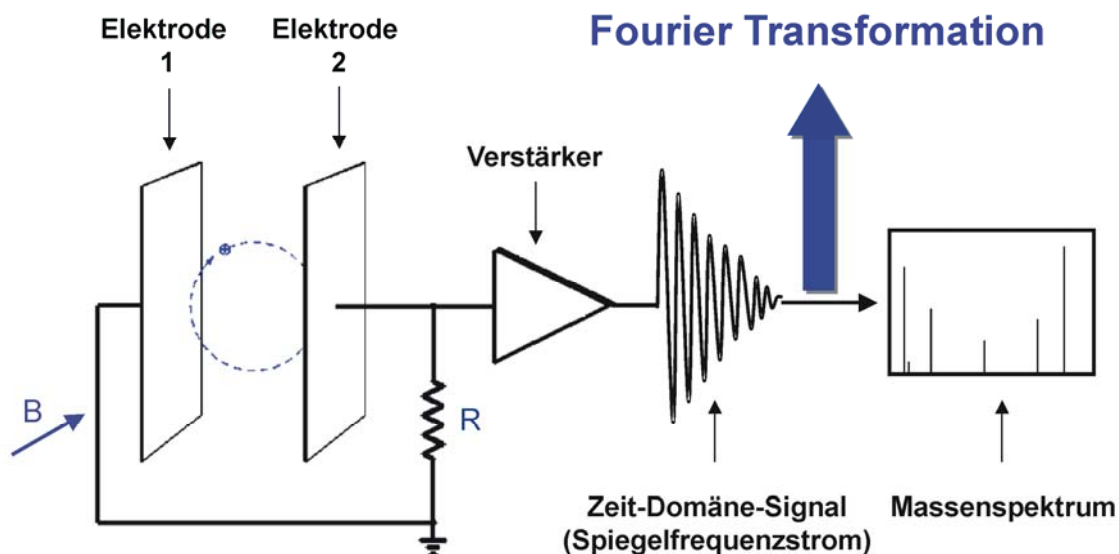 Fourier Transformation
Elektrode
1
Elektrode
2
Verstärker
B
R
Zeit-Domäne-Signal
(Spiegelfrequenzstrom)
Massenspektrum